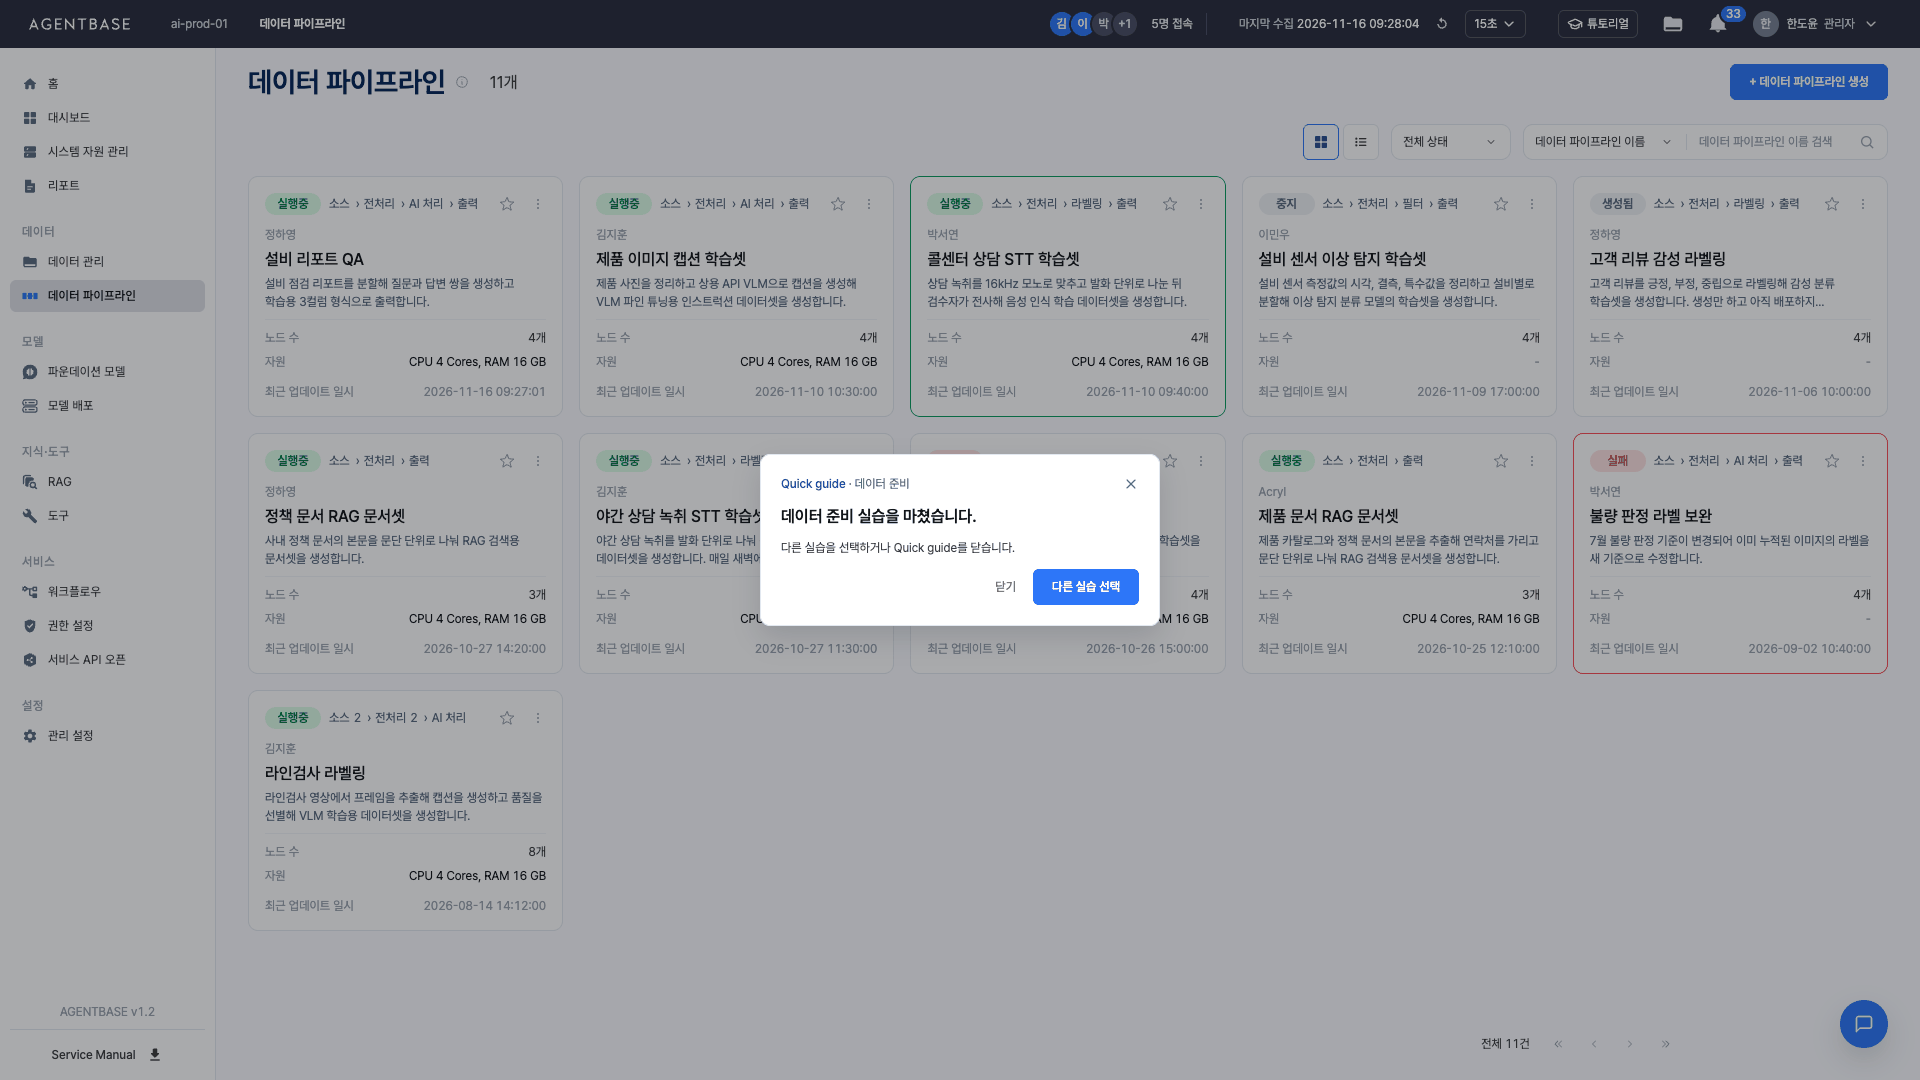 AGENTBASE
ai-prod-01
데이터 파이프라인
김 이 박 +1 5명 접속
마지막 수집 2026-11-16 09:28:04
15초
튜토리얼
33
한 한도윤 관리자
홈
대시보드
시스템 자원 관리
리포트
데이터
데이터 관리
데이터 파이프라인
모델
파운데이션 모델
모델 배포
지식·도구
RAG
도구
서비스
워크플로우
권한 설정
서비스 API 오픈
설정
관리 설정
AGENTBASE v1.2
Service Manual
데이터 파이프라인 11개
+ 데이터 파이프라인 생성
전체 상태
데이터 파이프라인 이름
데이터 파이프라인 이름 검색
실행중 소스 › 전처리 › AI 처리 › 출력
정하영
설비 리포트 QA
설비 점검 리포트를 분할해 질문과 답변 쌍을 생성하고
학습용 3컬럼 형식으로 출력합니다.
노드 수 4개
자원 CPU 4 Cores, RAM 16 GB
최근 업데이트 일시 2026-11-16 09:27:01
실행중 소스 › 전처리 › AI 처리 › 출력
김지훈
제품 이미지 캡션 학습셋
제품 사진을 정리하고 상용 API VLM으로 캡션을 생성해
VLM 파인 튜닝용 인스트럭션 데이터셋을 생성합니다.
노드 수 4개
자원 CPU 4 Cores, RAM 16 GB
최근 업데이트 일시 2026-11-10 10:30:00
실행중 소스 › 전처리 › 라벨링 › 출력
박서연
콜센터 상담 STT 학습셋
상담 녹취를 16kHz 모노로 맞추고 발화 단위로 나눈 뒤
검수자가 전사해 음성 인식 학습 데이터셋을 생성합니다.
노드 수 4개
자원 CPU 4 Cores, RAM 16 GB
최근 업데이트 일시 2026-11-10 09:40:00
중지 소스 › 전처리 › 필터 › 출력
이민우
설비 센서 이상 탐지 학습셋
설비 센서 측정값의 시각, 결측, 특수값을 정리하고 설비별로
분할해 이상 탐지 분류 모델의 학습셋을 생성합니다.
노드 수 4개
자원 -
최근 업데이트 일시 2026-11-09 17:00:00
생성됨 소스 › 전처리 › 라벨링 › 출력
정하영
고객 리뷰 감성 라벨링
고객 리뷰를 긍정, 부정, 중립으로 라벨링해 감성 분류
학습셋을 생성합니다. 생성만 하고 아직 배포하지...
노드 수 4개
자원 -
최근 업데이트 일시 2026-11-06 10:00:00
실행중 소스 › 전처리 › 출력
정하영
정책 문서 RAG 문서셋
사내 정책 문서의 본문을 문단 단위로 나눠 RAG 검색용
문서셋을 생성합니다.
노드 수 3개
자원 CPU 4 Cores, RAM 16 GB
최근 업데이트 일시 2026-10-27 14:20:00
실행중 소스 › 전처리 › 라벨
김지훈
야간 상담 녹취 STT 학습셋
야간 상담 녹취를 발화 단위로 나눠
데이터셋을 생성합니다. 매일 새벽에
노드 수
자원 CPU
최근 업데이트 일시 2026-10-27 11:30:00
학습셋을
4개
RAM 16 GB
최근 업데이트 일시 2026-10-26 15:00:00
실행중 소스 › 전처리 › 출력
Acryl
제품 문서 RAG 문서셋
제품 카탈로그와 정책 문서의 본문을 추출해 연락처를 가리고
문단 단위로 나눠 RAG 검색용 문서셋을 생성합니다.
노드 수 3개
자원 CPU 4 Cores, RAM 16 GB
최근 업데이트 일시 2026-10-25 12:10:00
실패 소스 › 전처리 › AI 처리 › 출력
박서연
불량 판정 라벨 보완
7월 불량 판정 기준이 변경되어 이미 누적된 이미지의 라벨을
새 기준으로 수정합니다.
노드 수 4개
자원 -
최근 업데이트 일시 2026-09-02 10:40:00
실행중 소스 2 › 전처리 2 › AI 처리
김지훈
라인검사 라벨링
라인검사 영상에서 프레임을 추출해 캡션을 생성하고 품질을
선별해 VLM 학습용 데이터셋을 생성합니다.
노드 수 8개
자원 CPU 4 Cores, RAM 16 GB
최근 업데이트 일시 2026-08-14 14:12:00
Quick guide · 데이터 준비
데이터 준비 실습을 마쳤습니다.
다른 실습을 선택하거나 Quick guide를 닫습니다.
닫기
다른 실습 선택
전체 11건
« ‹ › »